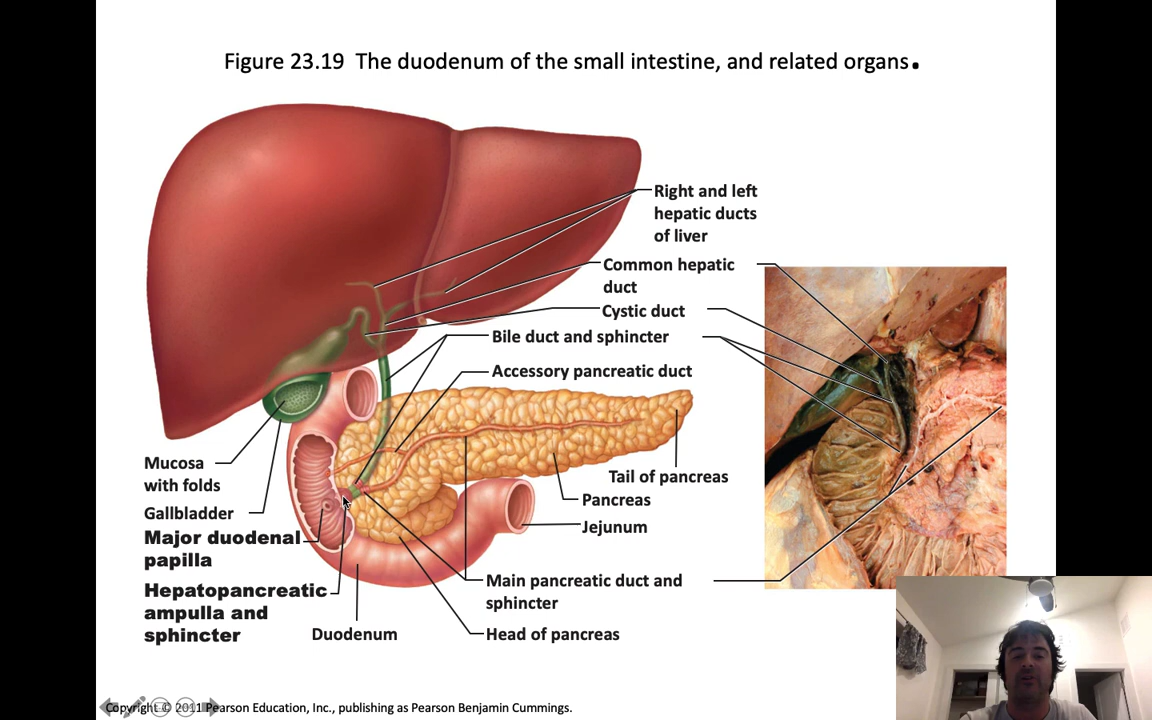 Figure 23.19  The duodenum of the small intestine, and related organs.
Right and left
hepatic ducts
of liver
Common hepatic
duct
Cystic duct
Bile duct and sphincter
Accessory pancreatic duct
Mucosa
with folds
Gallbladder
Major duodenal
papilla
Hepatopancreatic
ampulla and
sphincter
Duodenum
Tail of pancreas
Pancreas
Jejunum
Main pancreatic duct and
sphincter
Head of pancreas
Copyright © 2011 Pearson Education, Inc., publishing as Pearson Benjamin Cummings.